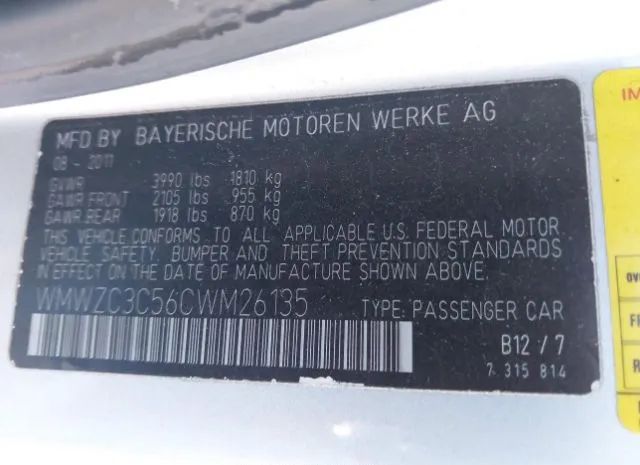 MFD BY BAYERISCHE MOTOREN WERKE AG
08 - 2011
GVWR 3990 lbs 1810 kg
GAWR FRONT 2105 lbs 955 kg
GAWR REAR 1918 lbs 870 kg
THIS VEHICLE CONFORMS TO ALL APPLICABLE U.S. FEDERAL MOTOR
VEHICLE SAFETY, BUMPER AND THEFT PREVENTION STANDARDS
IN EFFECT ON THE DATE OF MANUFACTURE SHOWN ABOVE.
WMWZC3C56CWM26135 TYPE: PASSENGER CAR
B12 / 7
7 315 814